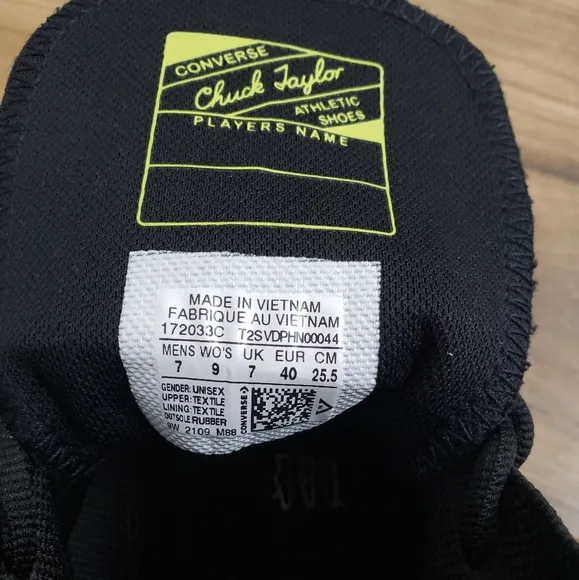 CONVERSE
Chuck Taylor
ATHLETIC
SHOES
PLAYERS NAME
MADE IN VIETNAM
FABRIQUE AU VIETNAM
172033C T2SVDPHN00044
MENS WO'S UK EUR CM
7 9 7 40 25.5
GENDER: UNISEX
UPPER: TEXTILE
LINING: TEXTILE
OUTSOLE: RUBBER
9W 2109 M88
CONVERSE